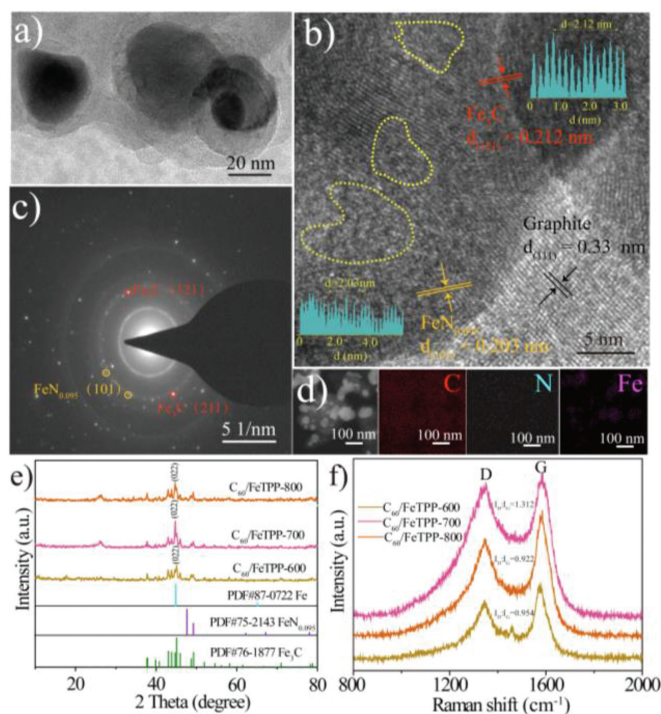 a)
20 nm
b)
d=2.12 nm
0.0 1.0 2.0 3.0
d (nm)
Fe3C
= 0.212 nm
Graphite
d(111) = 0.33 nm
d=2.03nm
0.0 2.0 4.0
d (nm)
FeN0.095
= 0.203 nm
5 nm
c)
(121)
FeN0.095 (101)
Fe3C (211)
5 1/nm
d)
C
N
Fe
100 nm
100 nm
100 nm
100 nm
e)
Intensity (a.u.)
(022)
C60/FeTPP-800
(022)
C60/FeTPP-700
(022)
C60/FeTPP-600
PDF#87-0722 Fe
PDF#75-2143 FeN0.095
PDF#76-1877 Fe3C
20 40 60 80
2 Theta (degree)
f)
Intensity (a.u.)
D
G
C60/FeTPP-600
C60/FeTPP-700
C60/FeTPP-800
ID/IG=1.312
ID/IG=0.922
ID/IG=0.954
800 1200 1600 2000
Raman shift (cm-1)